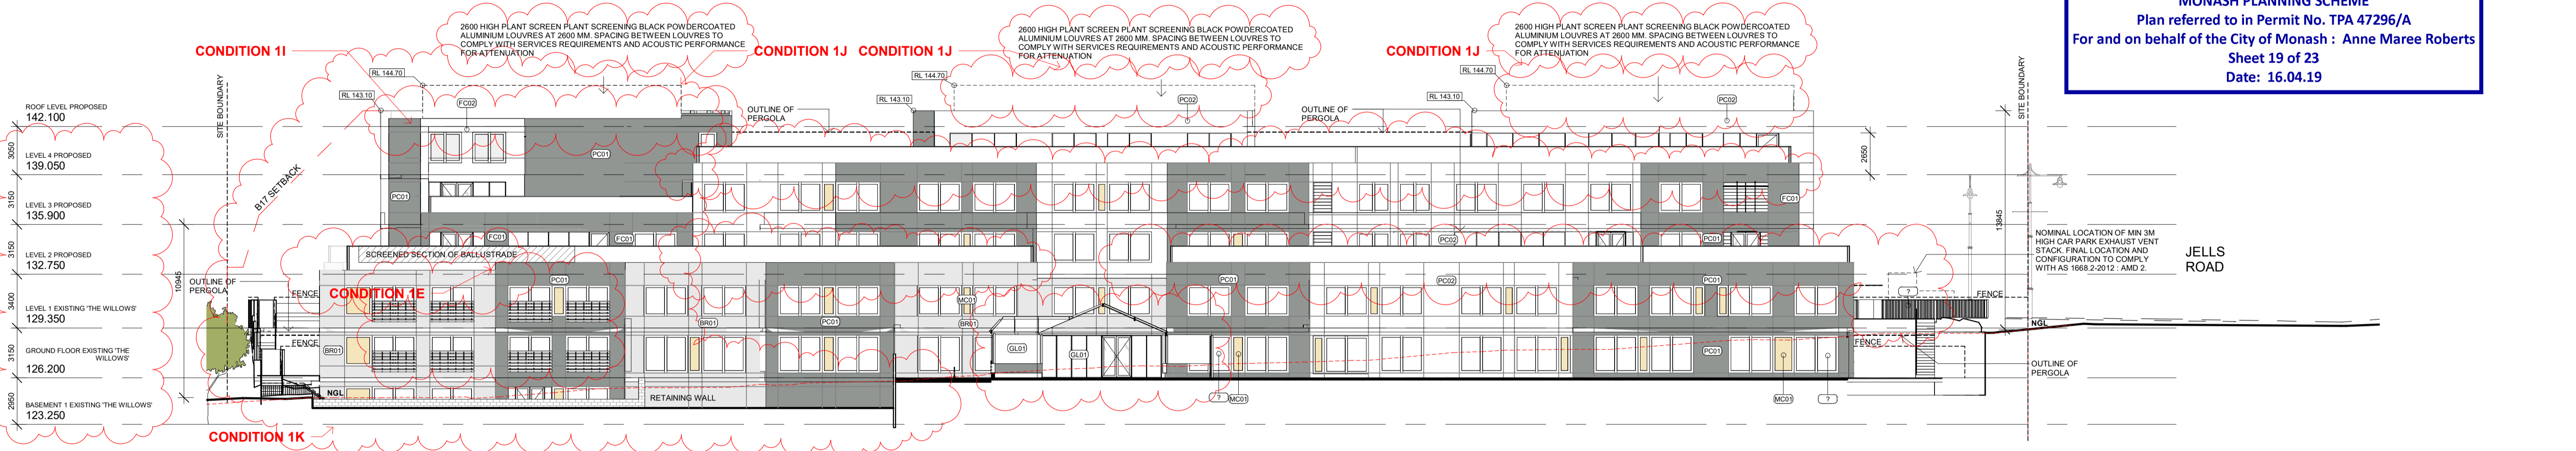 MONASH PLANNING SCHEME
Plan referred to in Permit No. TPA 47296/A
For and on behalf of the City of Monash : Anne Maree Roberts
Sheet 19 of 23
Date: 16.04.19
2600 HIGH PLANT SCREEN PLANT SCREENING BLACK POWDERCOATED
ALUMINIUM LOUVRES AT 2600 MM. SPACING BETWEEN LOUVRES TO
COMPLY WITH SERVICES REQUIREMENTS AND ACOUSTIC PERFORMANCE
FOR ATTENUATION
2600 HIGH PLANT SCREEN PLANT SCREENING BLACK POWDERCOATED
ALUMINIUM LOUVRES AT 2600 MM. SPACING BETWEEN LOUVRES TO
COMPLY WITH SERVICES REQUIREMENTS AND ACOUSTIC PERFORMANCE
FOR ATTENUATION
2600 HIGH PLANT SCREEN PLANT SCREENING BLACK POWDERCOATED
ALUMINIUM LOUVRES AT 2600 MM. SPACING BETWEEN LOUVRES TO
COMPLY WITH SERVICES REQUIREMENTS AND ACOUSTIC PERFORMANCE
FOR ATTENUATION
CONDITION 1I
CONDITION 1J
CONDITION 1J
CONDITION 1J
RL 144.70
RL 144.70
RL 144.70
RL 143.10
RL 143.10
RL 143.10
SITE BOUNDARY
SITE BOUNDARY
FC02
PC02
PC02
OUTLINE OF
PERGOLA
OUTLINE OF
PERGOLA
ROOF LEVEL PROPOSED
142.100
3050
LEVEL 4 PROPOSED
139.050
3150
LEVEL 3 PROPOSED
135.900
3150
LEVEL 2 PROPOSED
132.750
3400
LEVEL 1 EXISTING 'THE WILLOWS'
129.350
3150
GROUND FLOOR EXISTING 'THE
WILLOWS'
126.200
2950
BASEMENT 1 EXISTING 'THE WILLOWS'
123.250
10945
B17 SETBACK
PC01
PC01
2650
13845
FC01
FC01
FC01
PC02
PC01
SCREENED SECTION OF BALLUSTRADE
NOMINAL LOCATION OF MIN 3M
HIGH CAR PARK EXHAUST VENT
STACK. FINAL LOCATION AND
CONFIGURATION TO COMPLY
WITH AS 1668.2-2012 : AMD 2.
JELLS
ROAD
OUTLINE OF
PERGOLA
FENCE
CONDITION 1E
PC01
PC01
PC02
PC01
?
FENCE
MC01
BR01
PC01
BR01
NGL
FENCE
BR01
GL01
GL01
PC01
FENCE
OUTLINE OF
PERGOLA
NGL
RETAINING WALL
?
MC01
MC01
?
CONDITION 1K